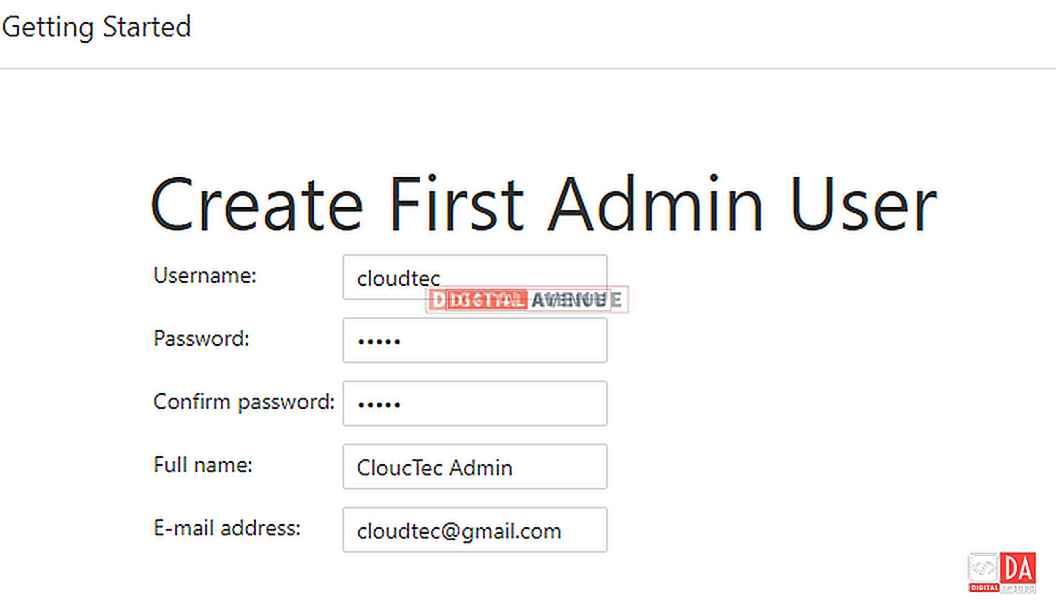 Getting Started
Create First Admin User
Username: cloudtec
DIGITAL AVENUE
Password: •••••
Confirm password: •••••
Full name: CloucTec Admin
E-mail address: cloudtec@gmail.com
DA
DIGITAL